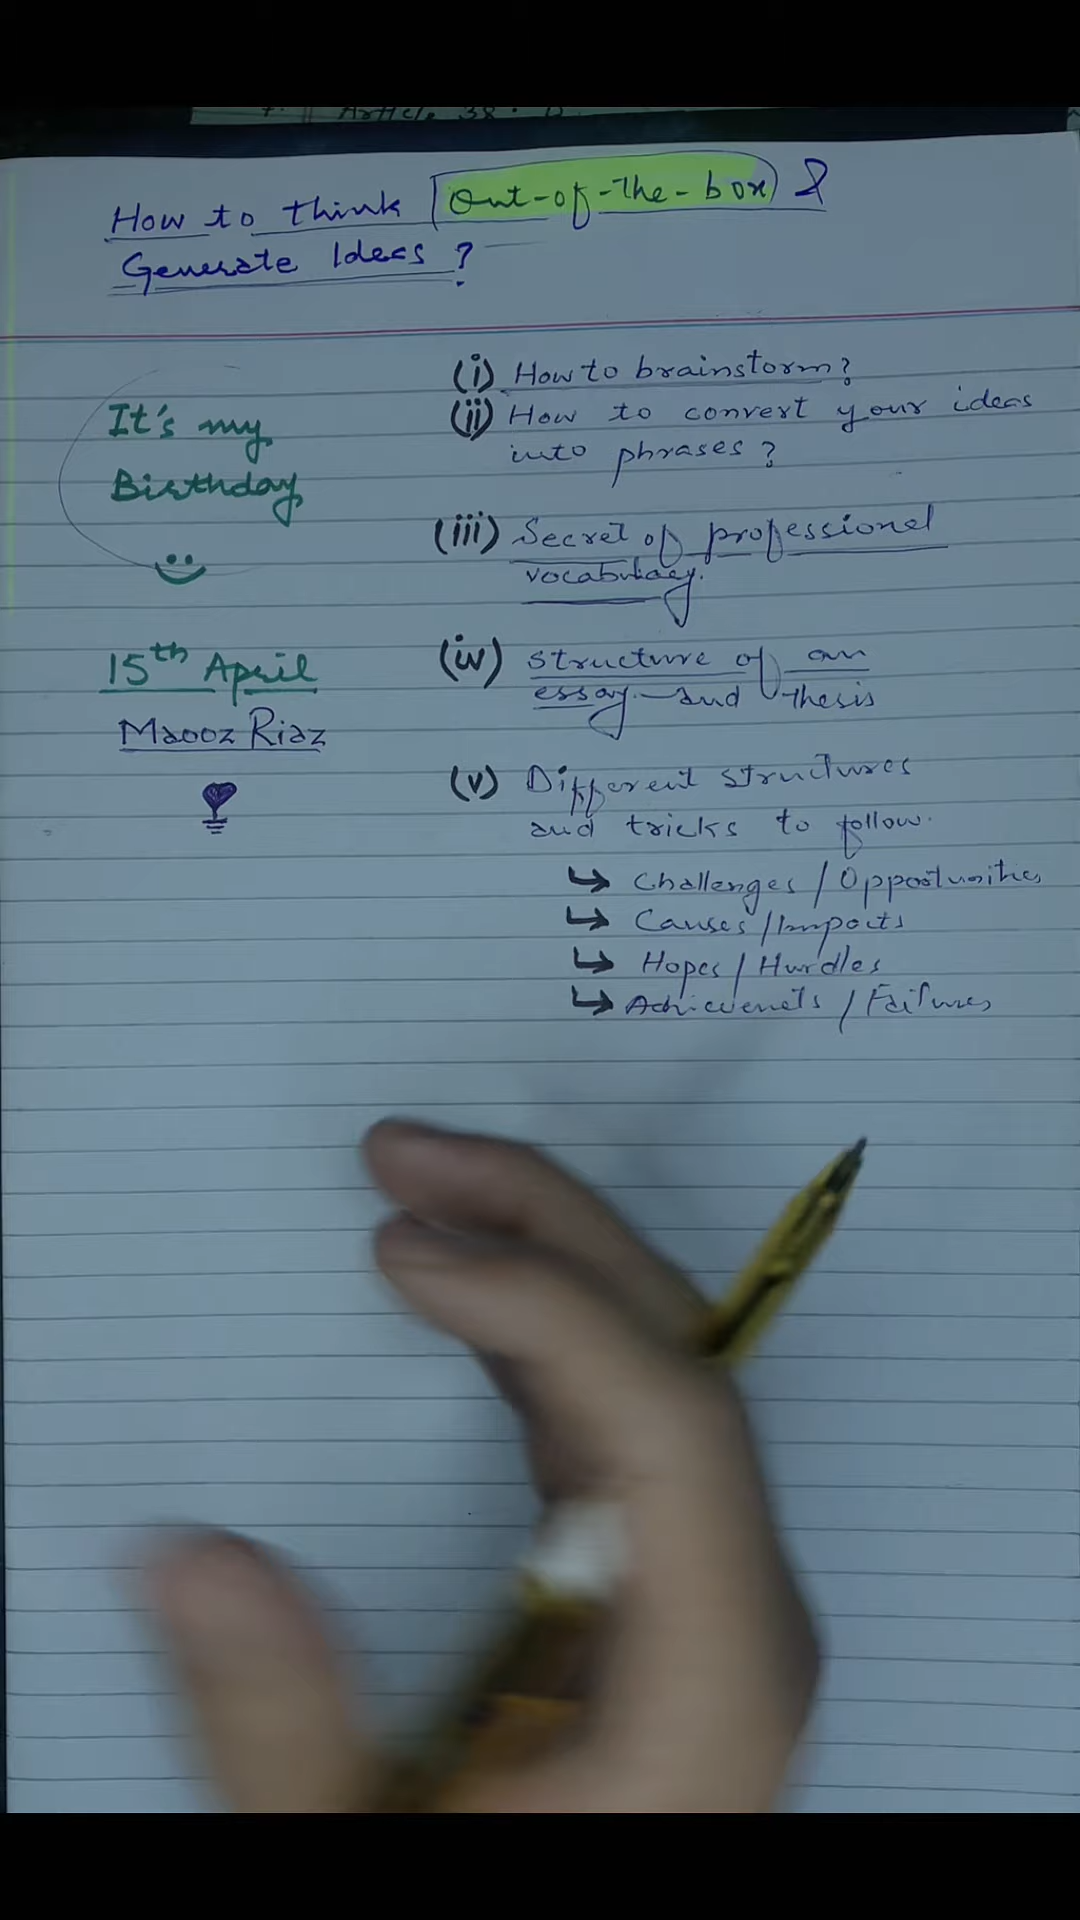 Article 38.
How to think Out-of-the-box &
Generate Ideas ?
It's my
Birthday
15th April
Maooz Riaz
(i) How to brainstorm?
(ii) How to convert your ideas
into phrases ?
(iii) Secret of professional
vocabulary.
(iv) structure of an
essay and thesis
(v) Different structures
and tricks to follow.
↳ Challenges / Opportunities
↳ Causes / Impacts
↳ Hopes / Hurdles
↳ Achievements / Failures